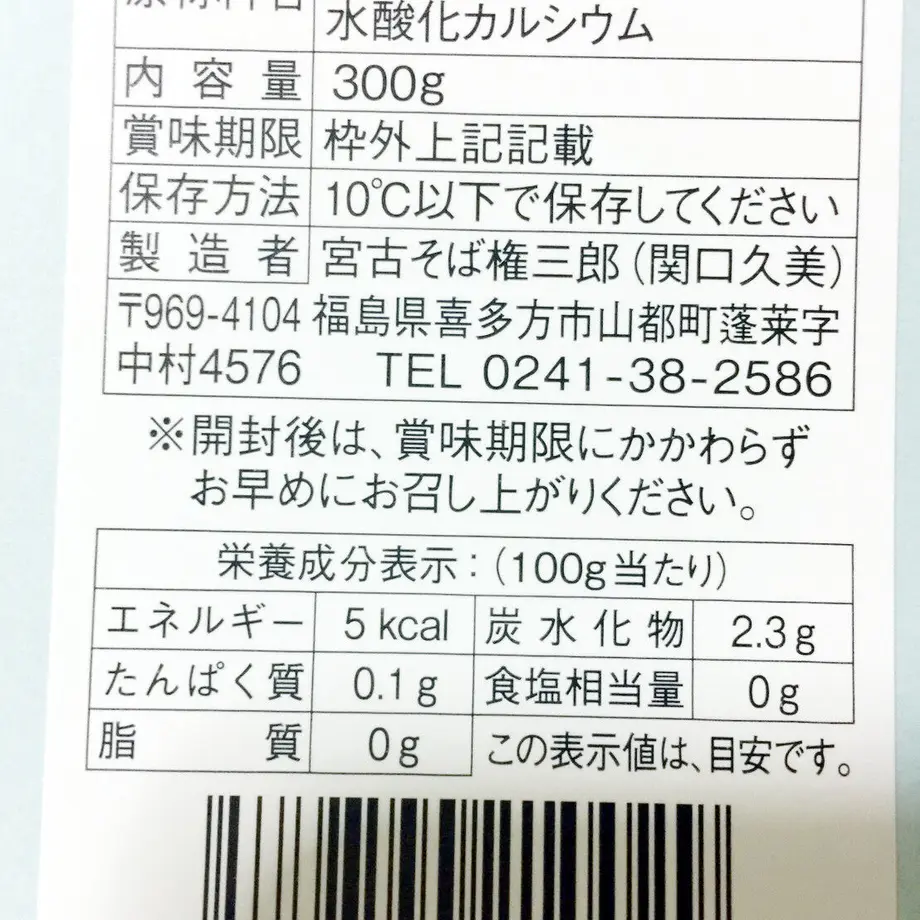 原材料名
水酸化カルシウム
内容量 300g
賞味期限 枠外上記記載
保存方法 10℃以下で保存してください
製造者 宮古そば権三郎(関口久美)
〒969-4104 福島県喜多方市山都町蓬莱字
中村4576 TEL 0241-38-2586
※開封後は、賞味期限にかかわらず
お早めにお召し上がりください。
栄養成分表示:(100g当たり)
エネルギー 5kcal 炭水化物 2.3g
たんぱく質 0.1g 食塩相当量 0g
脂質 0g この表示値は、目安です。